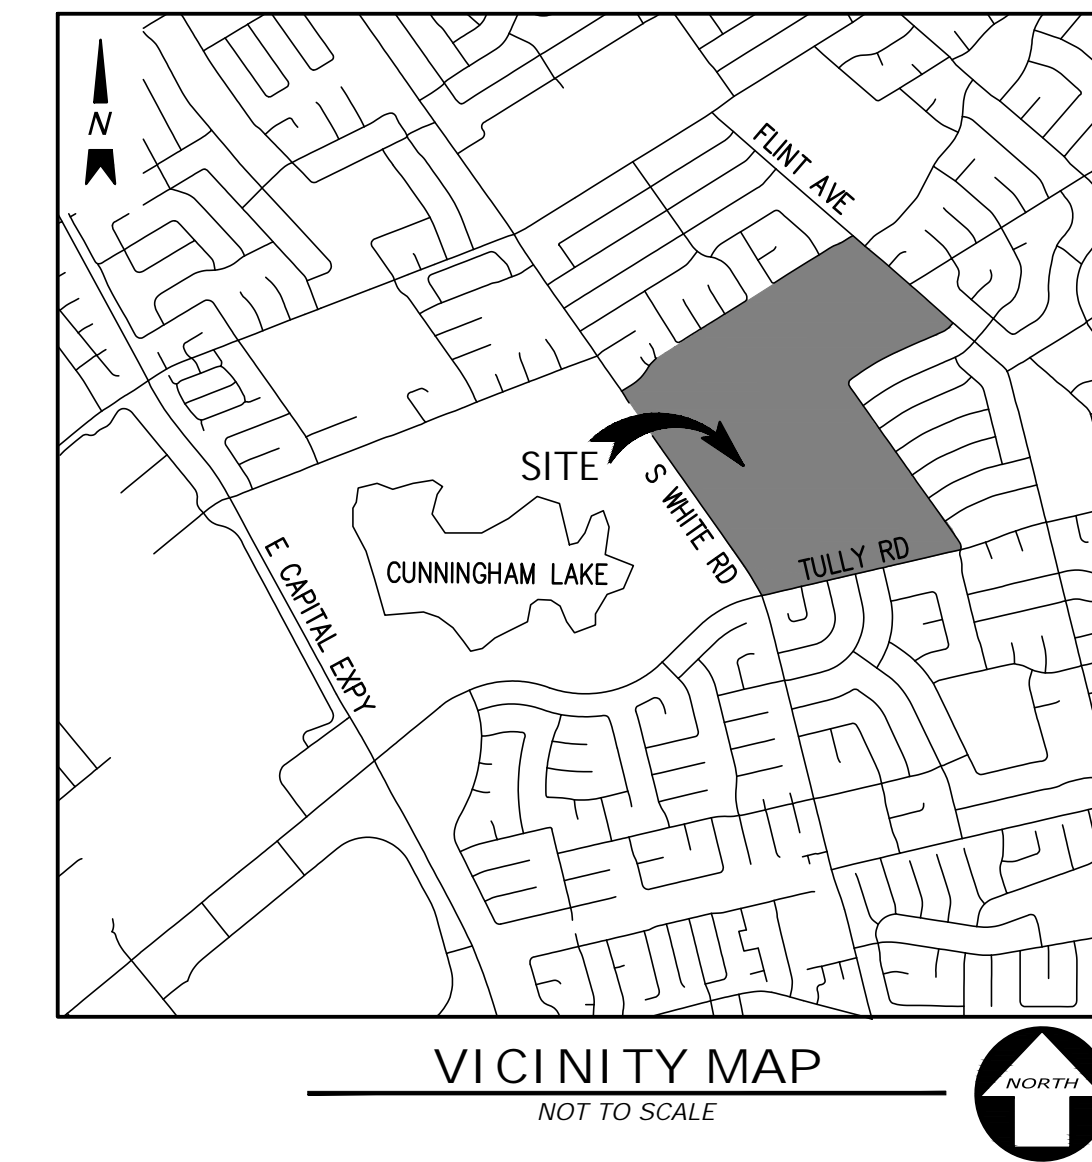 N
FLINT AVE
SITE
S WHITE RD
TULLY RD
CUNNINGHAM LAKE
E CAPITAL EXPY
VICINITY MAP
NORTH
NOT TO SCALE